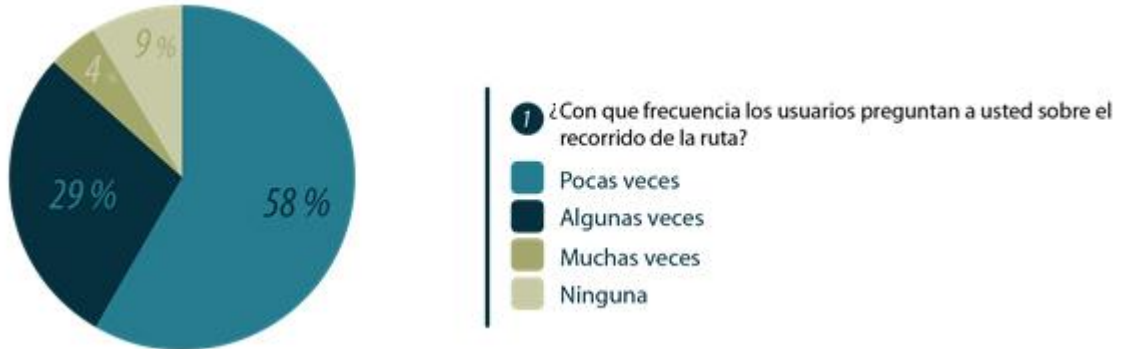 9 %
4 %
29 %
58 %
1 ¿Con que frecuencia los usuarios preguntan a usted sobre el
recorrido de la ruta?
Pocas veces
Algunas veces
Muchas veces
Ninguna